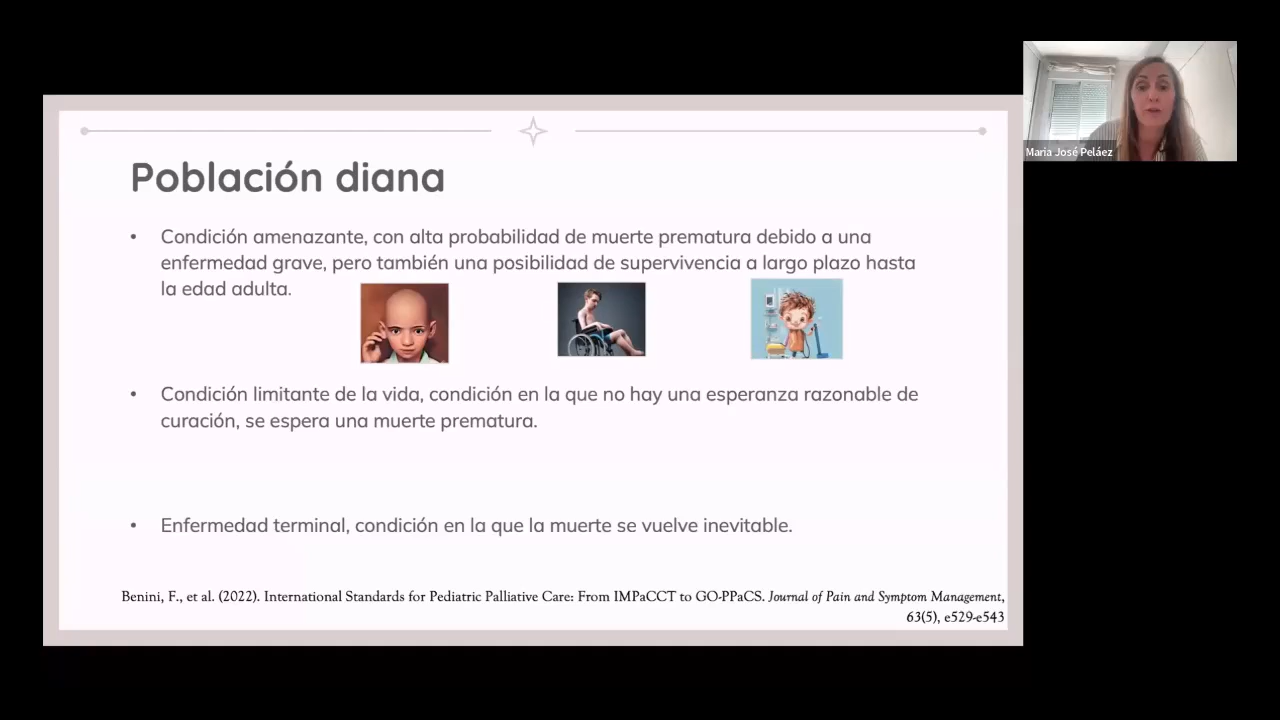 Población diana
• Condición amenazante, con alta probabilidad de muerte prematura debido a una
enfermedad grave, pero también una posibilidad de supervivencia a largo plazo hasta
la edad adulta.
• Condición limitante de la vida, condición en la que no hay una esperanza razonable de
curación, se espera una muerte prematura.
• Enfermedad terminal, condición en la que la muerte se vuelve inevitable.
Benini, F., et al. (2022). International Standards for Pediatric Palliative Care: From IMPaCCT to GO-PPaCS. Journal of Pain and Symptom Management,
63(5), e529-e543
Maria José Peláez